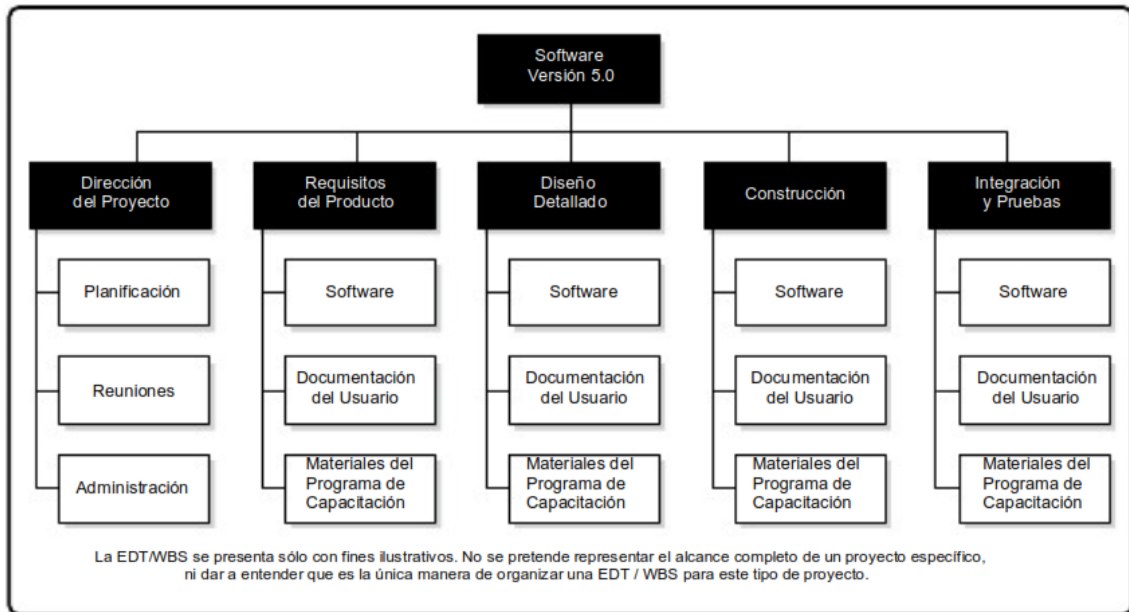 Software
Versión 5.0
Dirección
del Proyecto
Requisitos
del Producto
Diseño
Detallado
Construcción
Integración
y Pruebas
Planificación
Software
Software
Software
Software
Reuniones
Documentación
del Usuario
Documentación
del Usuario
Documentación
del Usuario
Documentación
del Usuario
Administración
Materiales del
Programa de
Capacitación
Materiales del
Programa de
Capacitación
Materiales del
Programa de
Capacitación
Materiales del
Programa de
Capacitación
La EDT/WBS se presenta sólo con fines ilustrativos. No se pretende representar el alcance completo de un proyecto específico,
ni dar a entender que es la única manera de organizar una EDT / WBS para este tipo de proyecto.